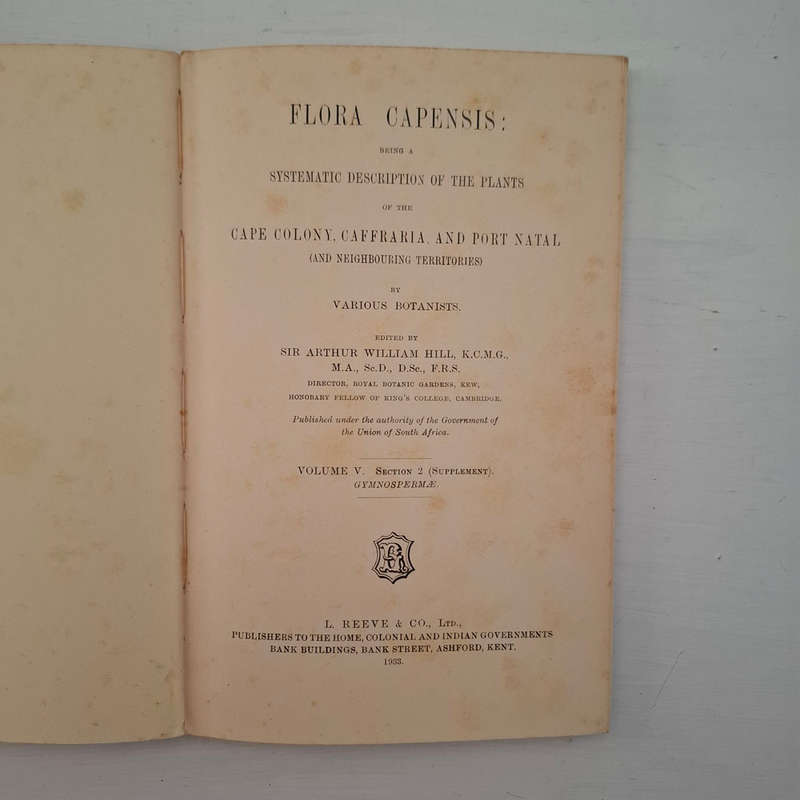 FLORA CAPENSIS:
BEING A
SYSTEMATIC DESCRIPTION OF THE PLANTS
OF THE
CAPE COLONY, CAFFRARIA, AND PORT NATAL
(AND NEIGHBOURING TERRITORIES)
BY
VARIOUS BOTANISTS.
EDITED BY
SIR ARTHUR WILLIAM HILL, K.C.M.G.,
M.A., Sc.D., D.Sc., F.R.S.
DIRECTOR, ROYAL BOTANIC GARDENS, KEW,
HONORARY FELLOW OF KING'S COLLEGE, CAMBRIDGE.
Published under the authority of the Government of
the Union of South Africa.
VOLUME V. SECTION 2 (SUPPLEMENT).
GYMNOSPERMÆ.
L. REEVE & CO., LTD.,
PUBLISHERS TO THE HOME, COLONIAL AND INDIAN GOVERNMENTS
BANK BUILDINGS, BANK STREET, ASHFORD, KENT.
1933.